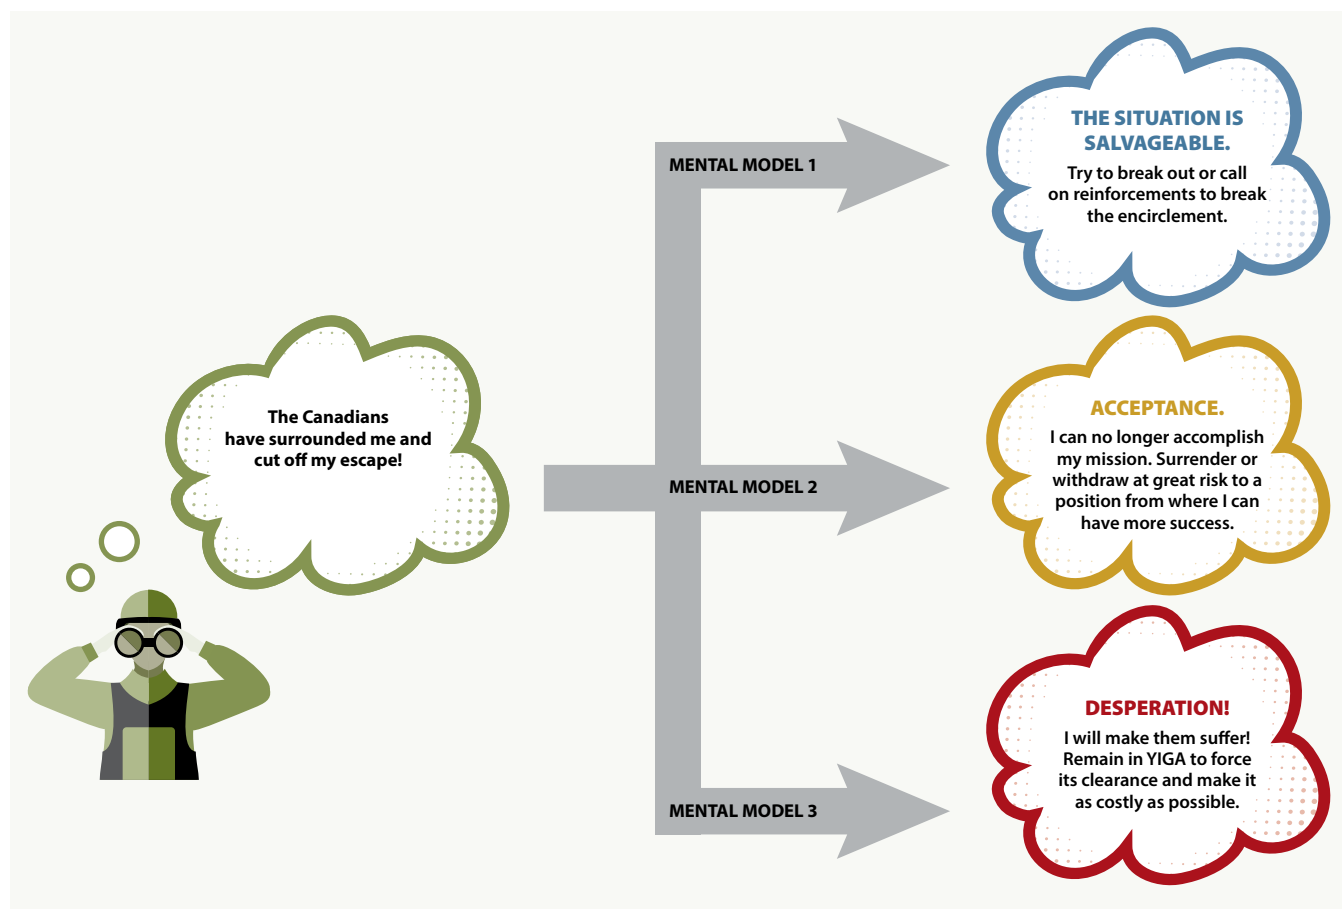 The Canadians
have surrounded me and
cut off my escape!
MENTAL MODEL 1
THE SITUATION IS
SALVAGEABLE.
Try to break out or call
on reinforcements to break
the encirclement.
MENTAL MODEL 2
ACCEPTANCE.
I can no longer accomplish
my mission. Surrender or
withdraw at great risk to a
position from where I can
have more success.
MENTAL MODEL 3
DESPERATION!
I will make them suffer!
Remain in YIGA to force
its clearance and make it
as costly as possible.